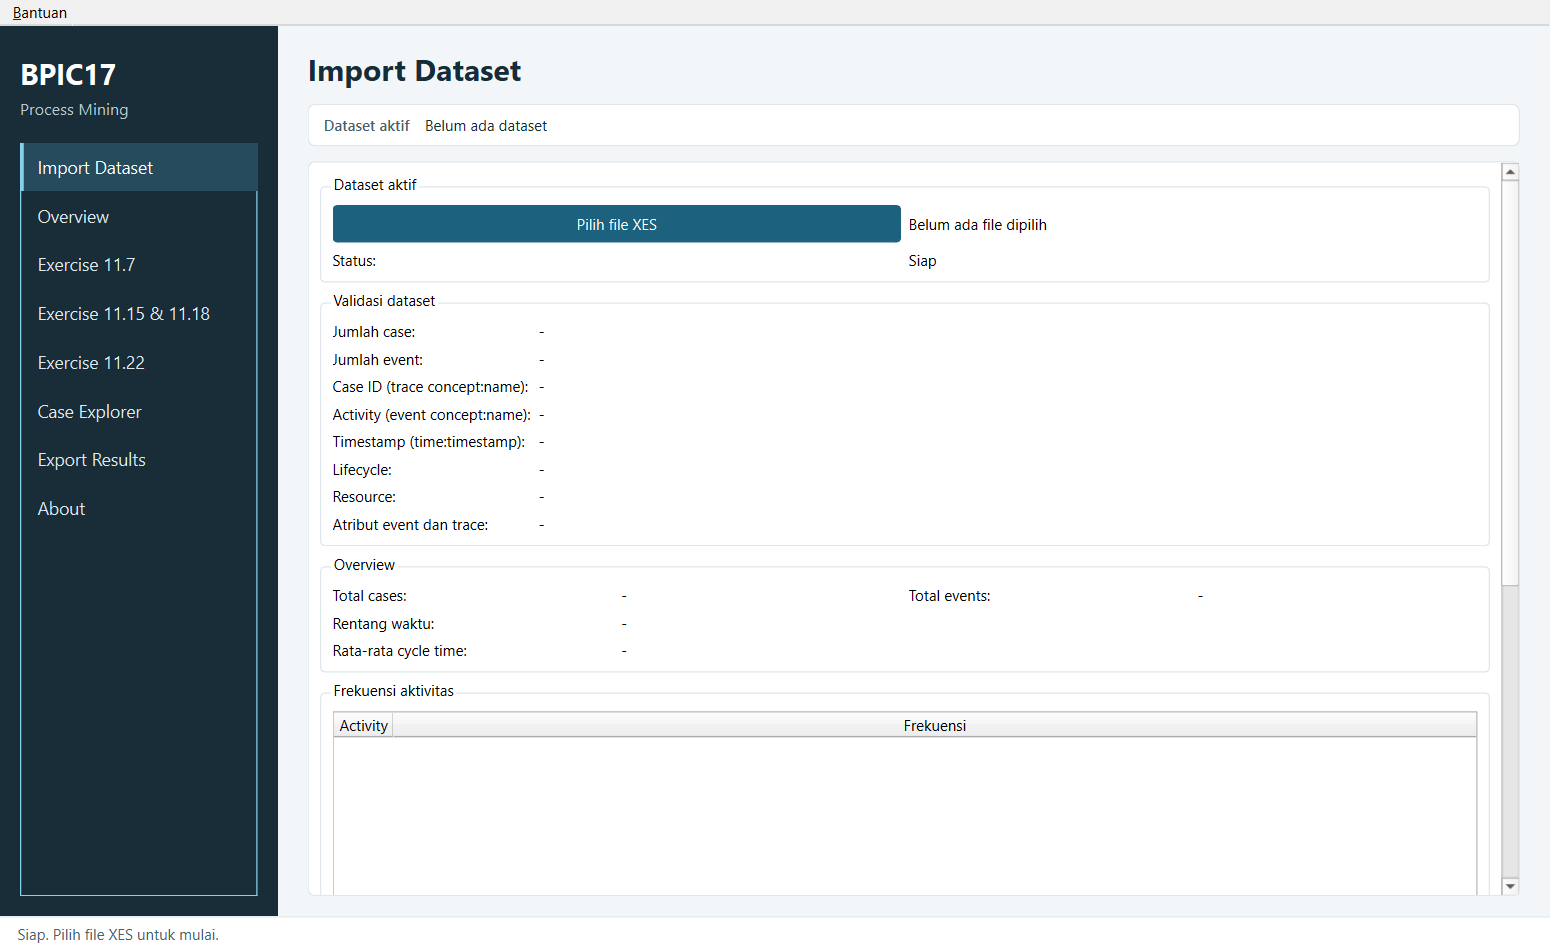 Bantuan
BPIC17
Process Mining
Import Dataset
Overview
Exercise 11.7
Exercise 11.15 & 11.18
Exercise 11.22
Case Explorer
Export Results
About
Import Dataset
Dataset aktif Belum ada dataset
Dataset aktif
Pilih file XES Belum ada file dipilih
Status: Siap
Validasi dataset
Jumlah case: -
Jumlah event: -
Case ID (trace concept:name): -
Activity (event concept:name): -
Timestamp (time:timestamp): -
Lifecycle: -
Resource: -
Atribut event dan trace: -
Overview
Total cases: - Total events: -
Rentang waktu: -
Rata-rata cycle time: -
Frekuensi aktivitas
Activity Frekuensi
Siap. Pilih file XES untuk mulai.